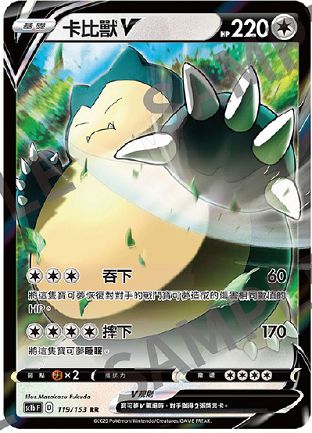 基礎 卡比獸V HP 220
吞下 60
將這隻寶可夢恢復對手的戰鬥寶可夢造成的傷害相同數值的
HP。
摔下 170
將這隻寶可夢睡眠。
弱點 ×2 抵抗力 撤退
V規則
寶可夢V氣絕時,對手獲得2張獎賞卡。
Illus. Masakazu Fukuda
sc1b F D 119/153 RR
©2020 Pokémon/Nintendo/Creatures/GAME FREAK.
SAMPLE